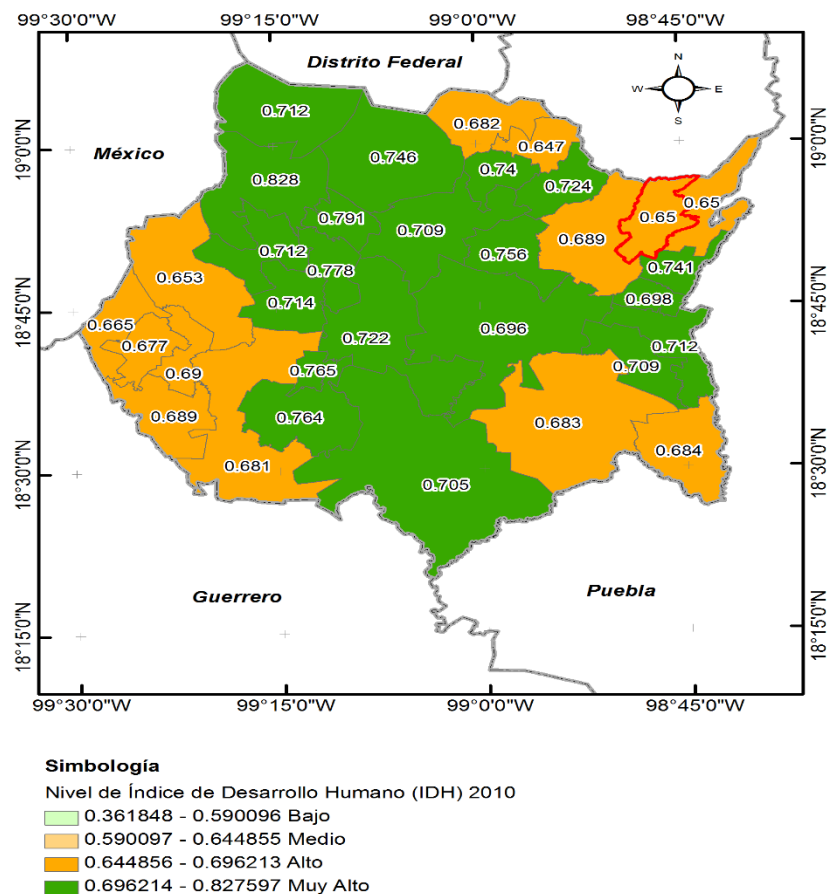 99°30'0"W 99°15'0"W 99°0'0"W 98°45'0"W
Distrito Federal
N
W E
S
19°0'0"N
19°0'0"N
México
0.712
0.682
0.647
0.746
0.74
0.724
0.828
0.65
0.65
0.791
0.709
0.689
0.712
0.756
0.778
0.741
0.653
0.714
0.698
18°45'0"N
18°45'0"N
0.665
0.696
0.677
0.722
0.712
0.69
0.765
0.709
0.689
0.764
0.683
0.681
0.684
18°30'0"N
18°30'0"N
0.705
Guerrero
Puebla
18°15'0"N
18°15'0"N
99°30'0"W 99°15'0"W 99°0'0"W 98°45'0"W
Simbología
Nivel de Índice de Desarrollo Humano (IDH) 2010
0.361848 - 0.590096 Bajo
0.590097 - 0.644855 Medio
0.644856 - 0.696213 Alto
0.696214 - 0.827597 Muy Alto